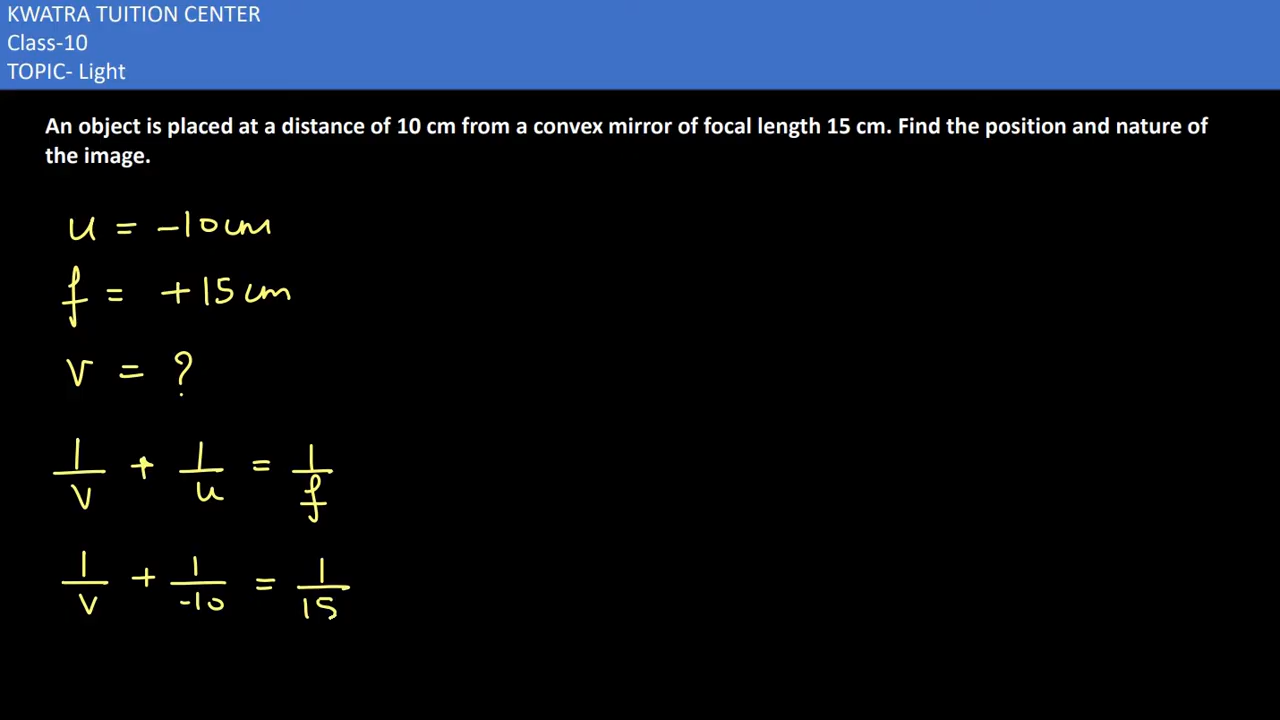 KWATRA TUITION CENTER
Class-10
TOPIC- Light
An object is placed at a distance of 10 cm from a convex mirror of focal length 15 cm. Find the position and nature of
the image.
u = -10cm
f = +15cm
v = ?
1/v + 1/u = 1/f
1/v + 1/-10 = 1/15